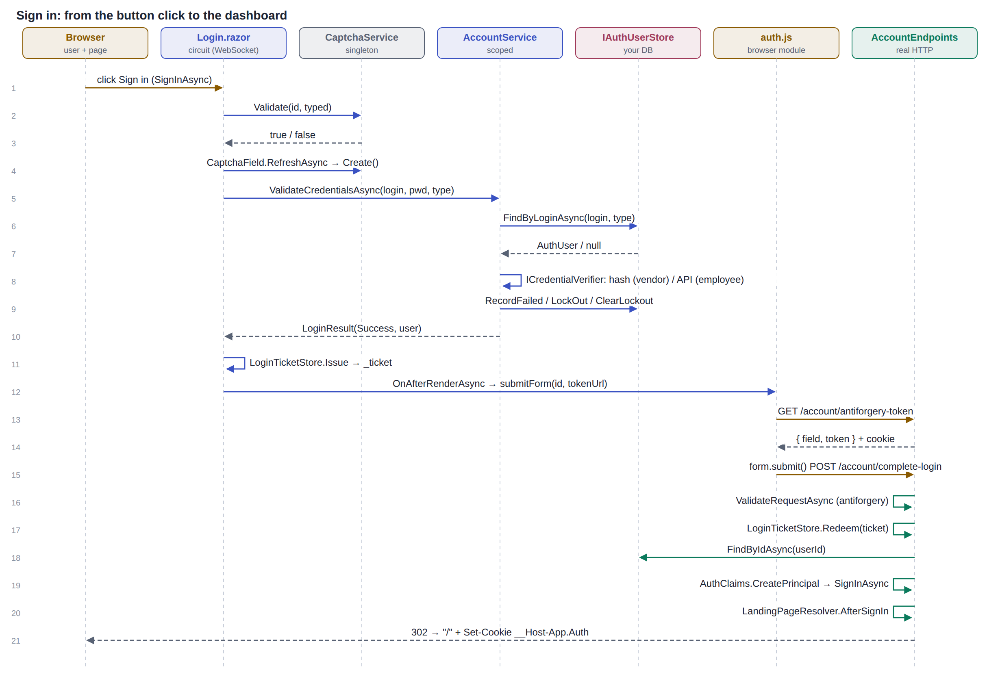 Sign in: from the button click to the dashboard
Browser
user + page
Login.razor
circuit (WebSocket)
CaptchaService
singleton
AccountService
scoped
IAuthUserStore
your DB
auth.js
browser module
AccountEndpoints
real HTTP
click Sign in (SignInAsync)
1
Validate(id, typed)
2
true / false
3
CaptchaField.RefreshAsync → Create()
4
ValidateCredentialsAsync(login, pwd, type)
5
FindByLoginAsync(login, type)
6
AuthUser / null
7
ICredentialVerifier: hash (vendor) / API (employee)
8
RecordFailed / LockOut / ClearLockout
9
LoginResult(Success, user)
10
LoginTicketStore.Issue → _ticket
11
OnAfterRenderAsync → submitForm(id, tokenUrl)
12
GET /account/antiforgery-token
13
{ field, token } + cookie
14
form.submit() POST /account/complete-login
15
ValidateRequestAsync (antiforgery)
16
LoginTicketStore.Redeem(ticket)
17
FindByIdAsync(userId)
18
AuthClaims.CreatePrincipal → SignInAsync
19
LandingPageResolver.AfterSignIn
20
302 → "/" + Set-Cookie __Host-App.Auth
21